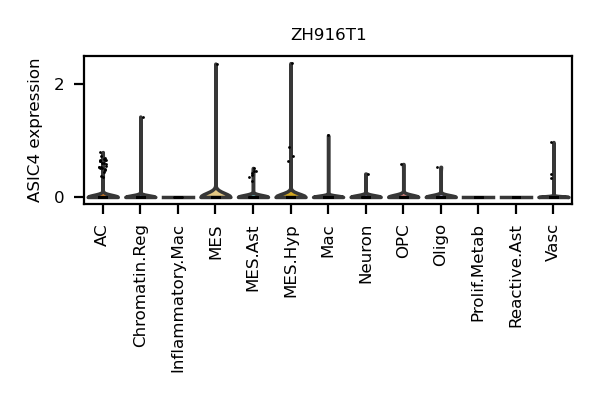 ZH916T1
ASIC4 expression
2
0
AC
Chromatin.Reg
Inflammatory.Mac
MES
MES.Ast
MES.Hyp
Mac
Neuron
OPC
Oligo
Prolif.Metab
Reactive.Ast
Vasc